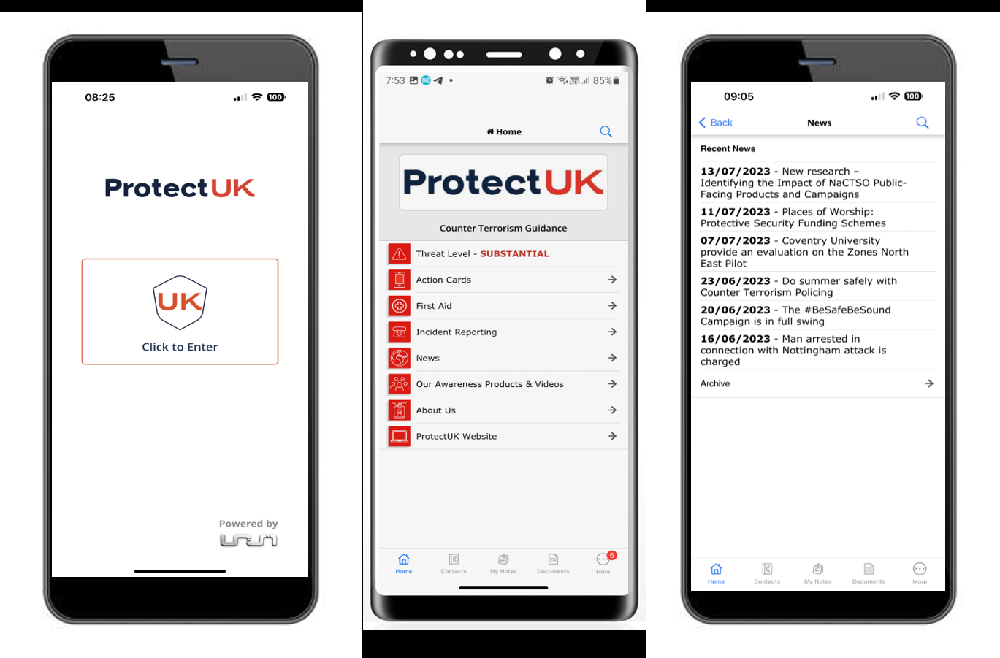 08:25
100
ProtectUK
UK
Click to Enter
Powered by
7:53
VoD
LTE1
85%
Home
ProtectUK
Counter Terrorism Guidance
Threat Level - SUBSTANTIAL
Action Cards
First Aid
Incident Reporting
News
Our Awareness Products & Videos
About Us
ProtectUK Website
Home
Contacts
My Notes
Documents
More
6
09:05
100
Back
News
Recent News
13/07/2023 - New research –
Identifying the Impact of NaCTSO Public-
Facing Products and Campaigns
11/07/2023 - Places of Worship:
Protective Security Funding Schemes
07/07/2023 - Coventry University
provide an evaluation on the Zones North
East Pilot
23/06/2023 - Do summer safely with
Counter Terrorism Policing
20/06/2023 - The #BeSafeBeSound
Campaign is in full swing
16/06/2023 - Man arrested in
connection with Nottingham attack is
charged
Archive
Home
Contacts
My Notes
Documents
More